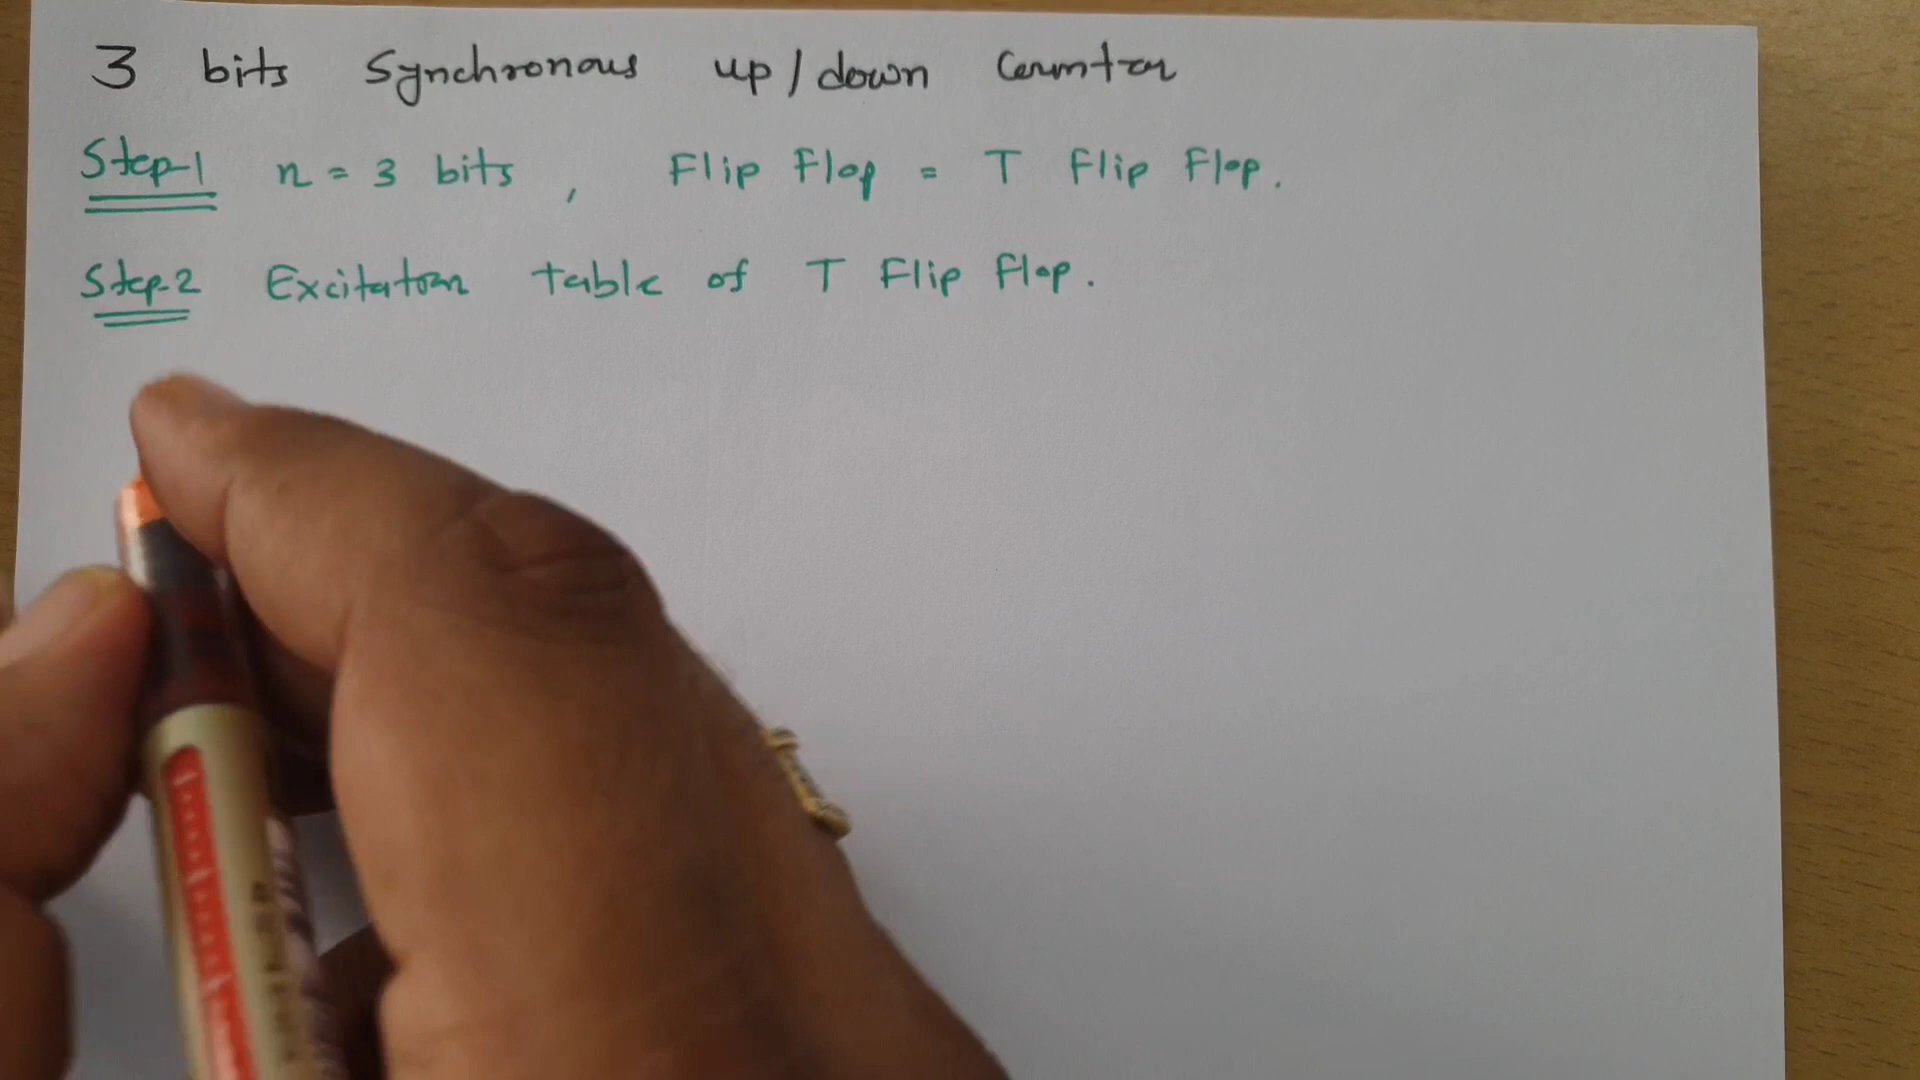 3 bits Synchronous up/down Counter
Step-1 n = 3 bits , Flip Flop = T Flip Flop.
Step-2 Excitation table of T Flip Flop.